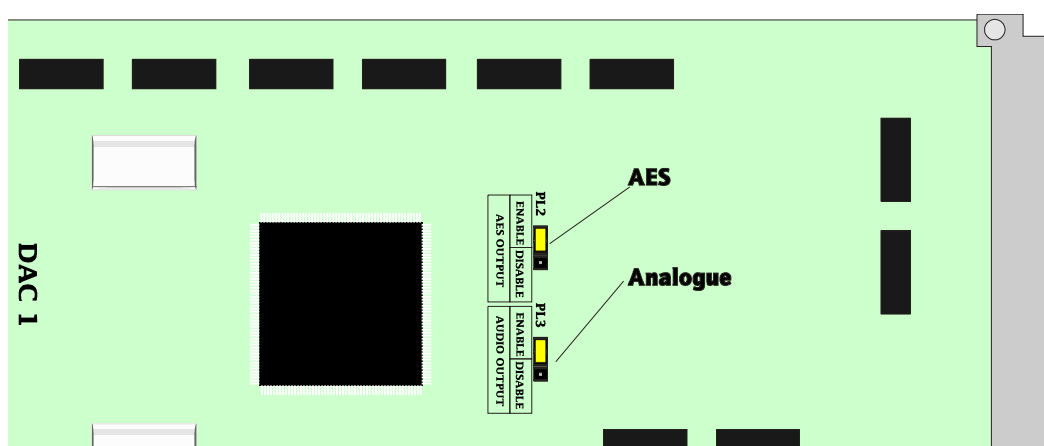 AES
PL2
ENABLE DISABLE
AES OUTPUT
Analogue
PL3
ENABLE DISABLE
AUDIO OUTPUT
DAC 1